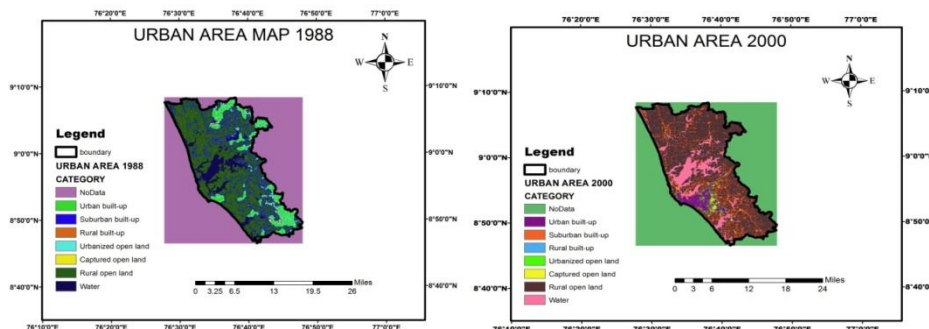 76°20'0"E 76°30'0"E 76°40'0"E 76°50'0"E 77°0'0"E
URBAN AREA MAP 1988
N
W E
S
9°10'0"N
9°0'0"N
8°50'0"N
8°40'0"N
Legend
boundary
URBAN AREA 1988
CATEGORY
NoData
Urban built-up
Suburban built-up
Rural built-up
Urbanized open land
Captured open land
Rural open land
Water
Miles
0 3.25 6.5 13 19.5 26
9°10'0"N
9°0'0"N
8°50'0"N
8°40'0"N
76°10'0"E 76°20'0"E 76°30'0"E 76°40'0"E 76°50'0"E 77°0'0"E
76°20'0"E 76°30'0"E 76°40'0"E 76°50'0"E 77°0'0"E
URBAN AREA 2000
N
W E
S
9°10'0"N
9°0'0"N
8°50'0"N
8°40'0"N
Legend
boundary
URBAN AREA 2000
CATEGORY
NoData
Urban built-up
Suburban built-up
Rural built-up
Urbanized open land
Captured open land
Rural open land
Water
Miles
0 3 6 12 18 24
9°10'0"N
9°0'0"N
8°50'0"N
8°40'0"N
76°20'0"E 76°30'0"E 76°40'0"E 76°50'0"E 77°0'0"E